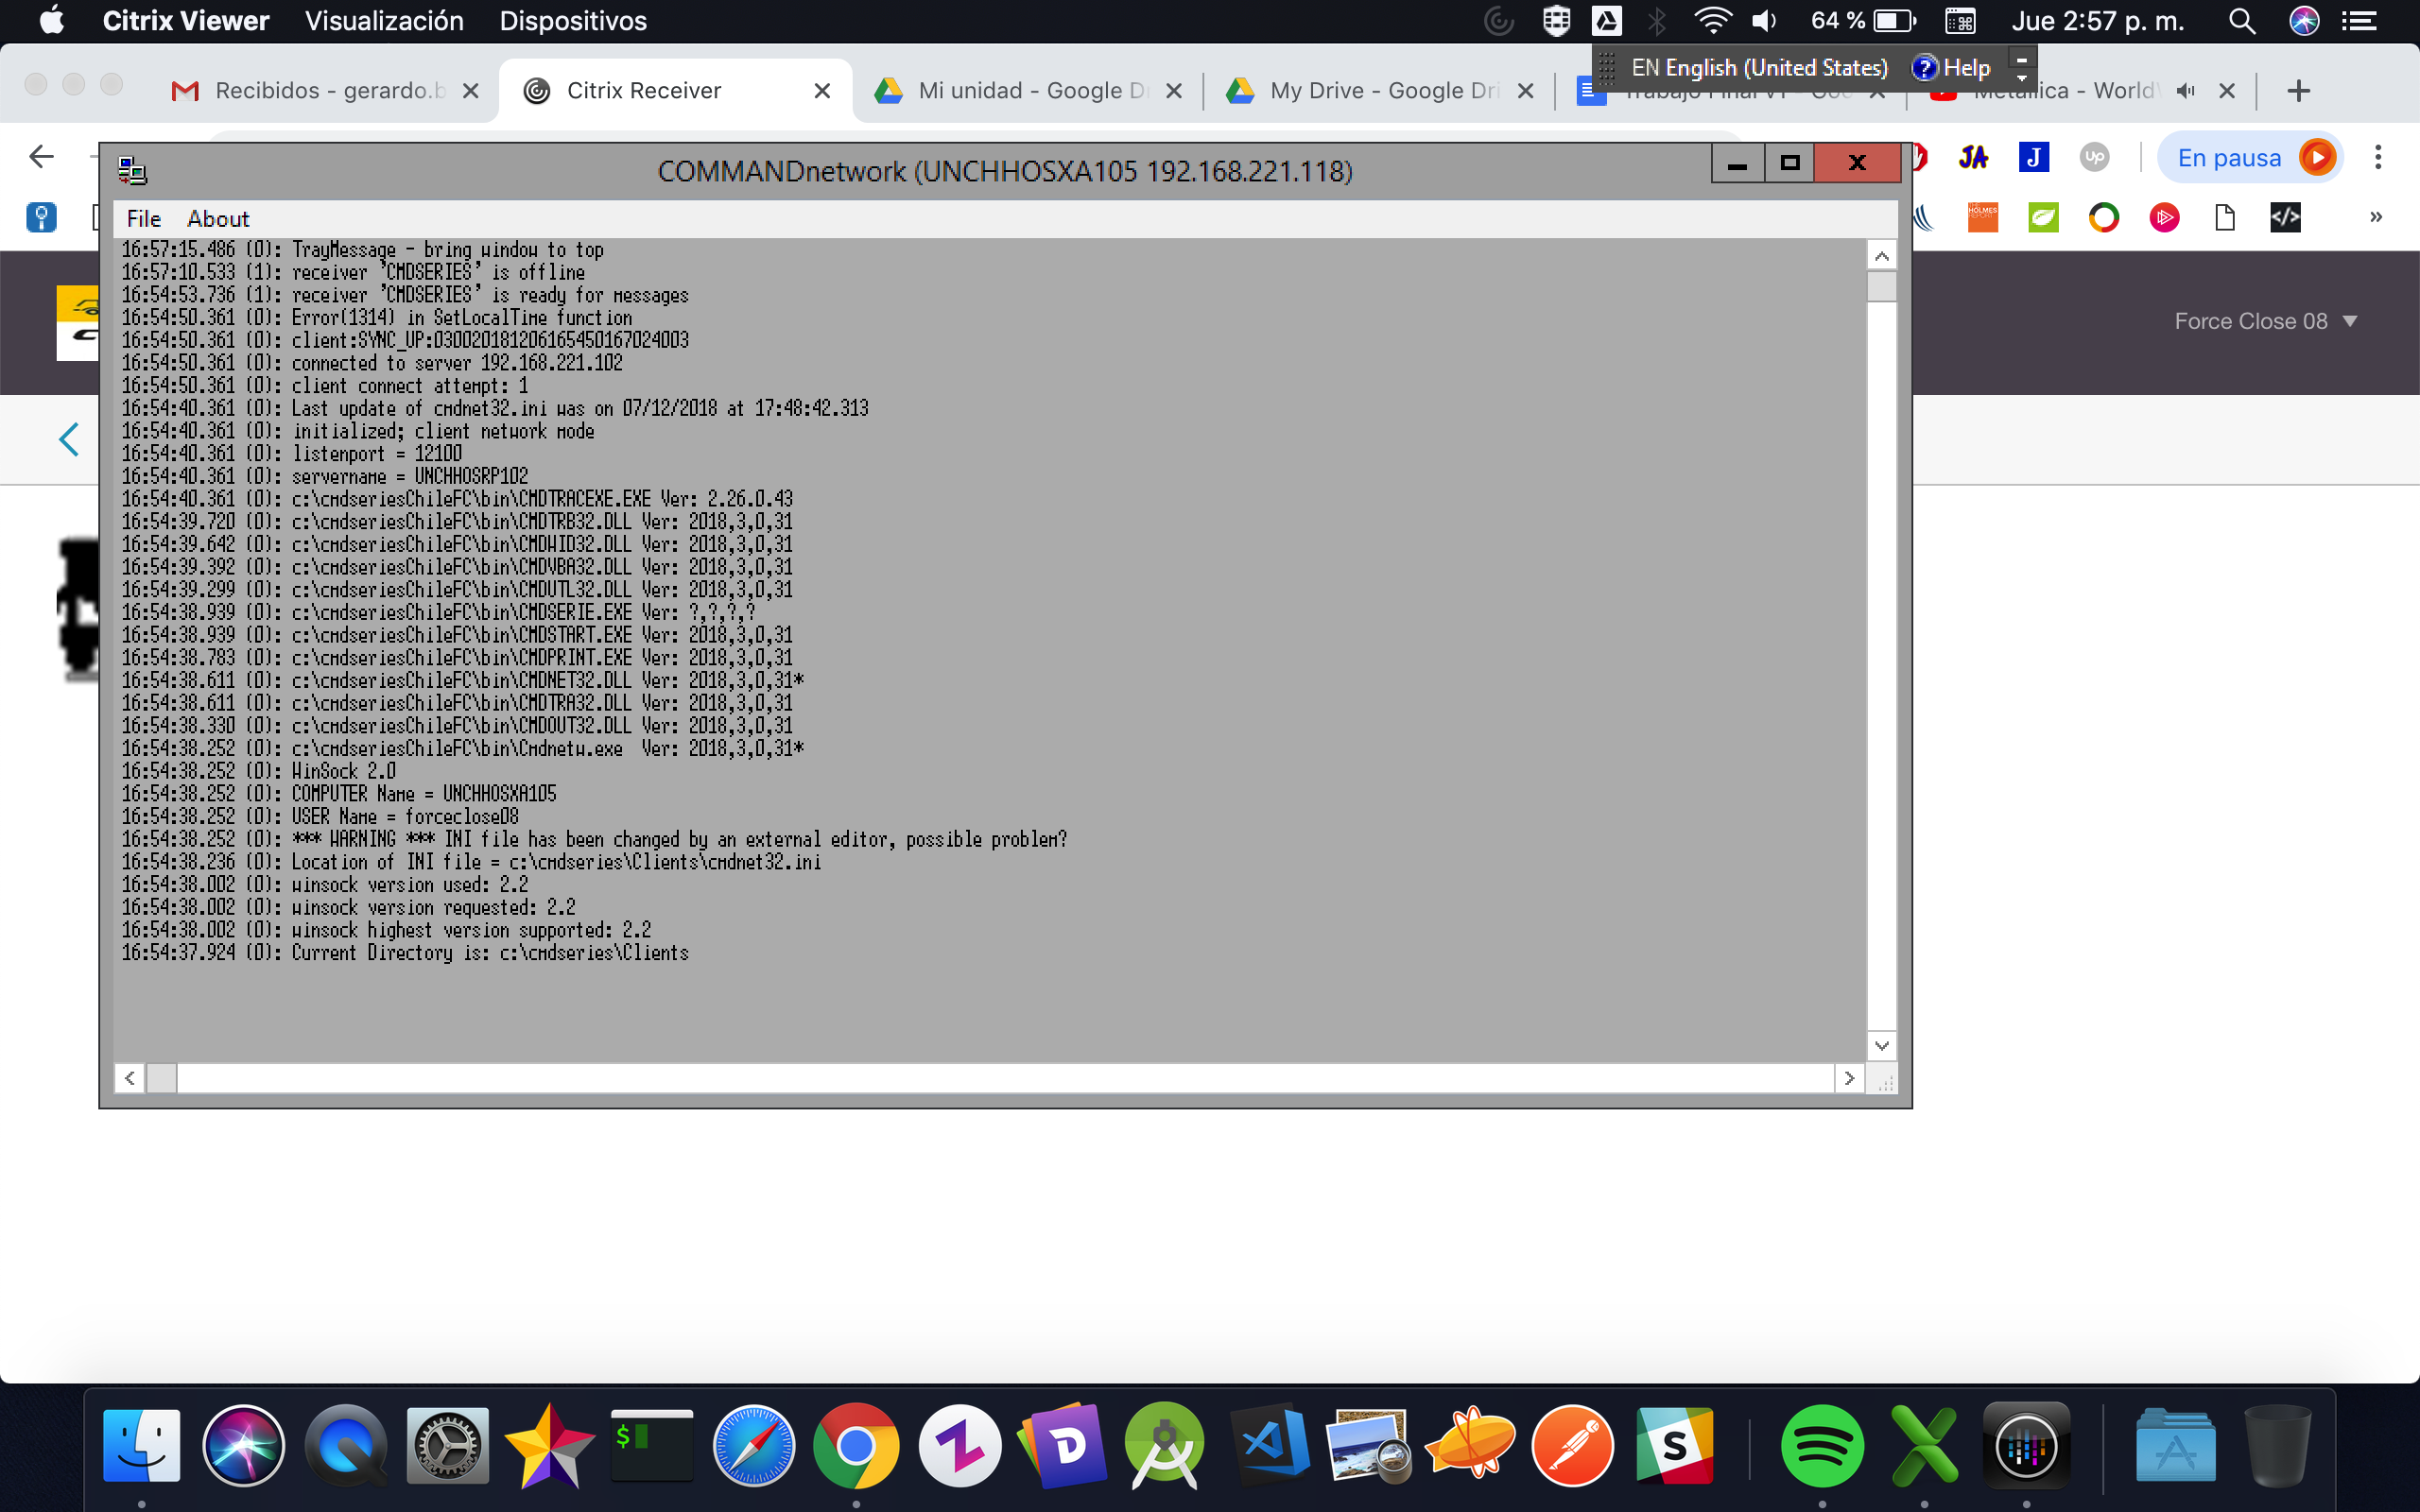 Citrix Viewer Visualización Dispositivos 64 % Jue 2:57 p. m.
EN English (United States) ? Help
Recibidos - gerardo.b Citrix Receiver Mi unidad - Google Dr My Drive - Google Dri Metallica - World
COMMANDnetwork (UNCHHOSXA105 192.168.221.118)
JA J up En pausa
File About
Force Close 08
16:57:15.486 (0): TrayMessage - bring window to top
16:57:10.533 (1): receiver 'CMDSERIES' is offline
16:54:53.736 (1): receiver 'CMDSERIES' is ready for messages
16:54:50.361 (0): Error(1314) in SetLocalTime function
16:54:50.361 (0): client:SYNC_UP:03002018120616545016702400​3
16:54:50.361 (0): connected to server 192.168.221.102
16:54:50.361 (0): client connect attempt: 1
16:54:40.361 (0): Last update of cmdnet32.ini was on 07/12/2018 at 17:48:42.313
16:54:40.361 (0): initialized; client network mode
16:54:40.361 (0): listenport = 12100
16:54:40.361 (0): servername = UNCHHOSRP102
16:54:40.361 (0): c:\cmdseriesChileFC\bin\CMDTRACEXE.EXE Ver: 2.26.0.43
16:54:39.720 (0): c:\cmdseriesChileFC\bin\CMDTRB32.DLL Ver: 2018,3,0,31
16:54:39.642 (0): c:\cmdseriesChileFC\bin\CMDWID32.DLL Ver: 2018,3,0,31
16:54:39.392 (0): c:\cmdseriesChileFC\bin\CMDVBA32.DLL Ver: 2018,3,0,31
16:54:39.299 (0): c:\cmdseriesChileFC\bin\CMDUTL32.DLL Ver: 2018,3,0,31
16:54:38.939 (0): c:\cmdseriesChileFC\bin\CMDSERIE.EXE Ver: ?,?,?,?
16:54:38.939 (0): c:\cmdseriesChileFC\bin\CMDSTART.EXE Ver: 2018,3,0,31
16:54:38.783 (0): c:\cmdseriesChileFC\bin\CMDPRINT.EXE Ver: 2018,3,0,31
16:54:38.611 (0): c:\cmdseriesChileFC\bin\CMDNET32.DLL Ver: 2018,3,0,31*
16:54:38.611 (0): c:\cmdseriesChileFC\bin\CMDTRA32.DLL Ver: 2018,3,0,31
16:54:38.330 (0): c:\cmdseriesChileFC\bin\CMDOUT32.DLL Ver: 2018,3,0,31
16:54:38.252 (0): c:\cmdseriesChileFC\bin\Cmdnetw.exe Ver: 2018,3,0,31*
16:54:38.252 (0): WinSock 2.0
16:54:38.252 (0): COMPUTER Name = UNCHHOSXA105
16:54:38.252 (0): USER Name = forceclose08
16:54:38.252 (0): *** WARNING *** INI file has been changed by an external editor, possible problem?
16:54:38.236 (0): Location of INI file = c:\cmdseries\Clients\cmdnet32.ini
16:54:38.002 (0): winsock version used: 2.2
16:54:38.002 (0): winsock version requested: 2.2
16:54:38.002 (0): winsock highest version supported: 2.2
16:54:37.924 (0): Current Directory is: c:\cmdseries\Clients